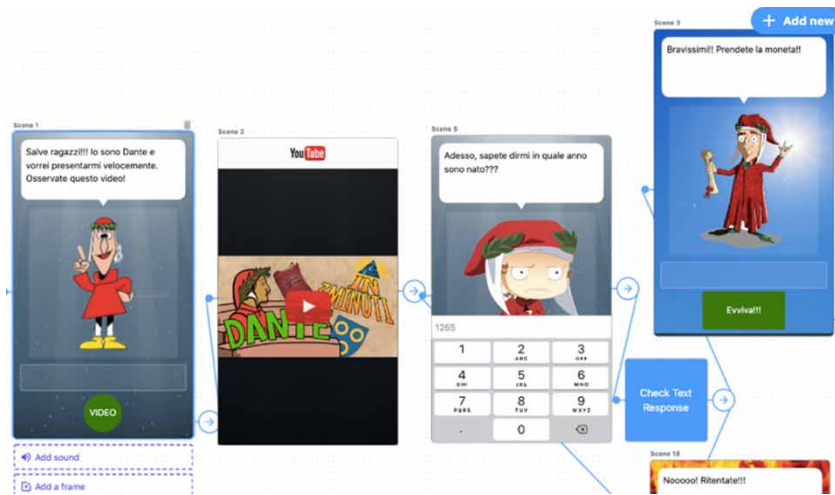 Scene 1
Salve ragazzi!!! Io sono Dante e
vorrei presentarmi velocemente.
Osservate questo video!
VIDEO
Add sound
Add a frame
Scene 2
YouTube
DANTE
IN
2MINUTI
Scene 5
Adesso, sapete dirmi in quale anno
sono nato???
1265
1
2
ABC
3
DEF
4
GHI
5
JKL
6
MNO
7
PQRS
8
TUV
9
WXYZ
.
0
Scene 3
+ Add new
Bravissimi!! Prendete la moneta!!
Evviva!!!
Check Text
Response
Scene 18
Nooooo! Ritentate!!!